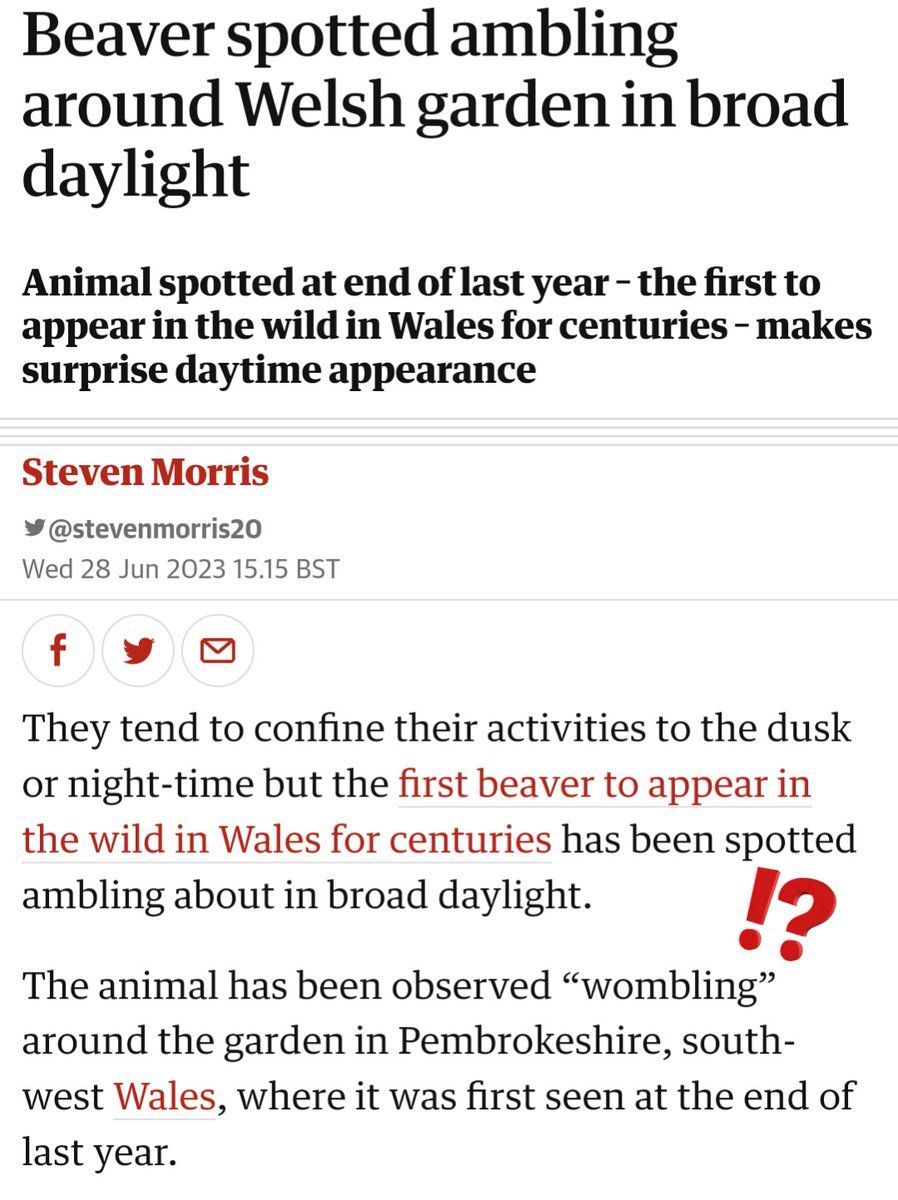 Beaver spotted ambling
around Welsh garden in broad
daylight
Animal spotted at end of last year – the first to
appear in the wild in Wales for centuries – makes
surprise daytime appearance
Steven Morris
@stevenmorris20
Wed 28 Jun 2023 15.15 BST
They tend to confine their activities to the dusk
or night-time but the first beaver to appear in
the wild in Wales for centuries has been spotted
ambling about in broad daylight.
!?
The animal has been observed “wombling”
around the garden in Pembrokeshire, south-
west Wales, where it was first seen at the end of
last year.